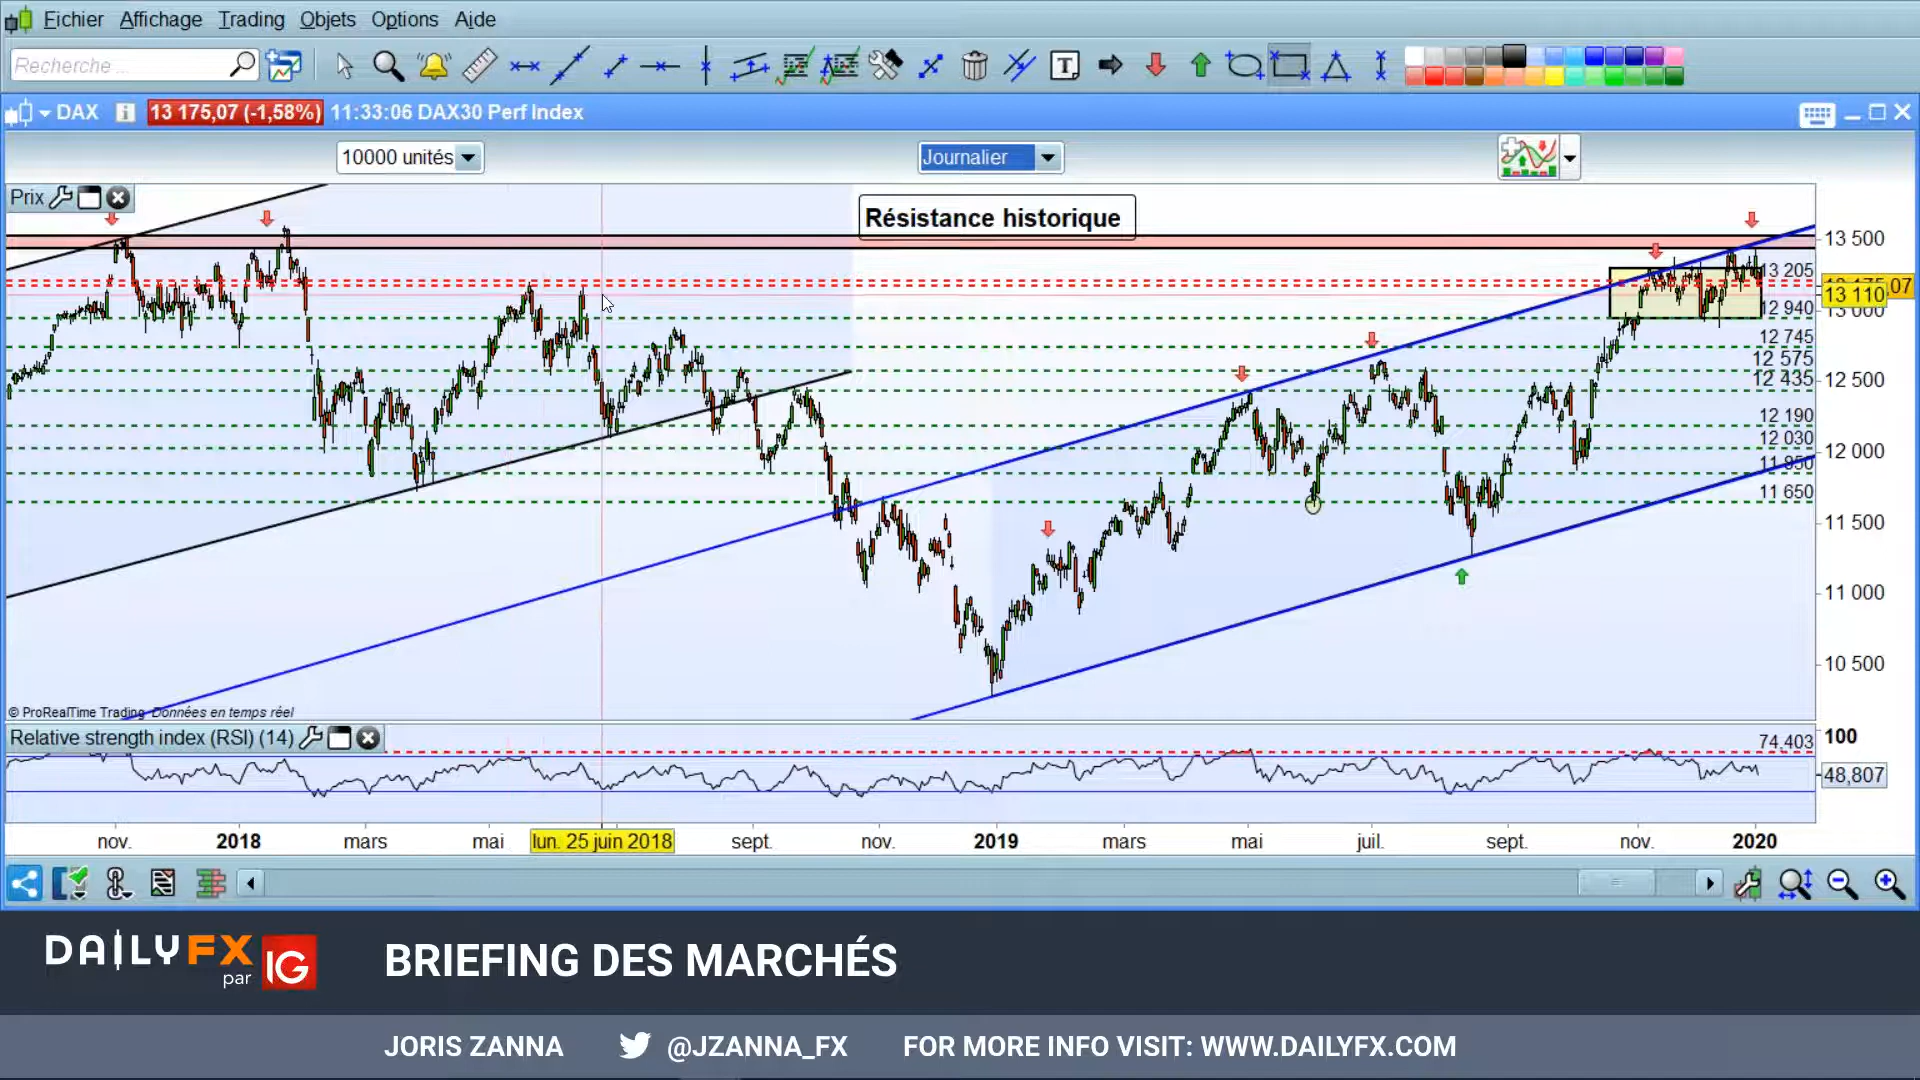 Fichier Affichage Trading Objets Options Aide
Recherche ...
DAX 13 175,07 (-1,58%) 11:33:06 DAX30 Perf Index
10000 unités Journalier
Prix
Résistance historique
13 500
13 205
13 110
12 940
13 000
12 745
12 575
12 500
12 435
12 190
12 030
12 000
11 850
11 650
11 500
11 000
10 500
© ProRealTime Trading Données en temps réel
Relative strength index (RSI) (14)
74,403
100
48,807
nov. 2018 mars mai lun. 25 juin 2018 sept. nov. 2019 mars mai juil. sept. nov. 2020
DAILYFX
par IG
BRIEFING DES MARCHÉS
JORIS ZANNA @JZANNA_FX FOR MORE INFO VISIT: WWW.DAILYFX.COM